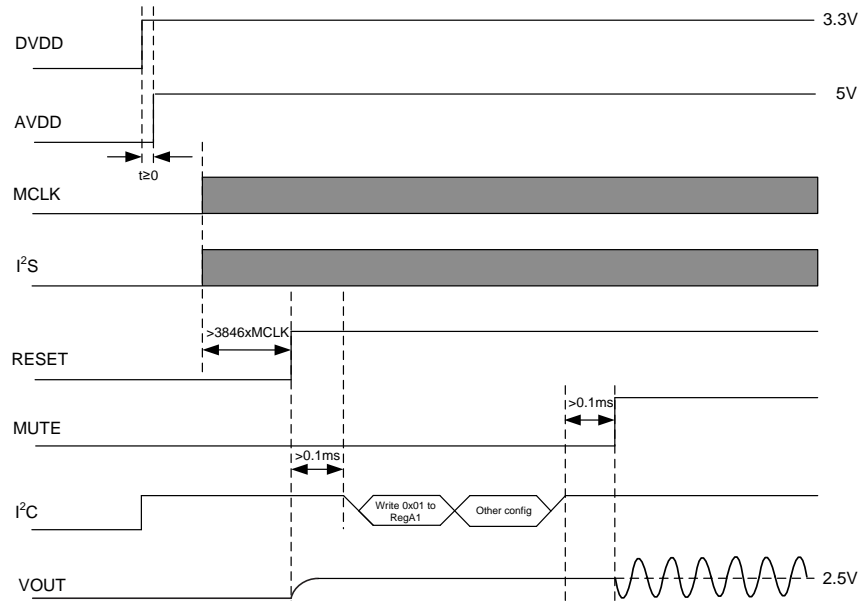 3.3V
DVDD
5V
AVDD
t≥0
MCLK
I²S
>3846xMCLK
RESET
>0.1ms
MUTE
>0.1ms
I²C
Write 0x01 to
RegA1
Other config
VOUT
2.5V